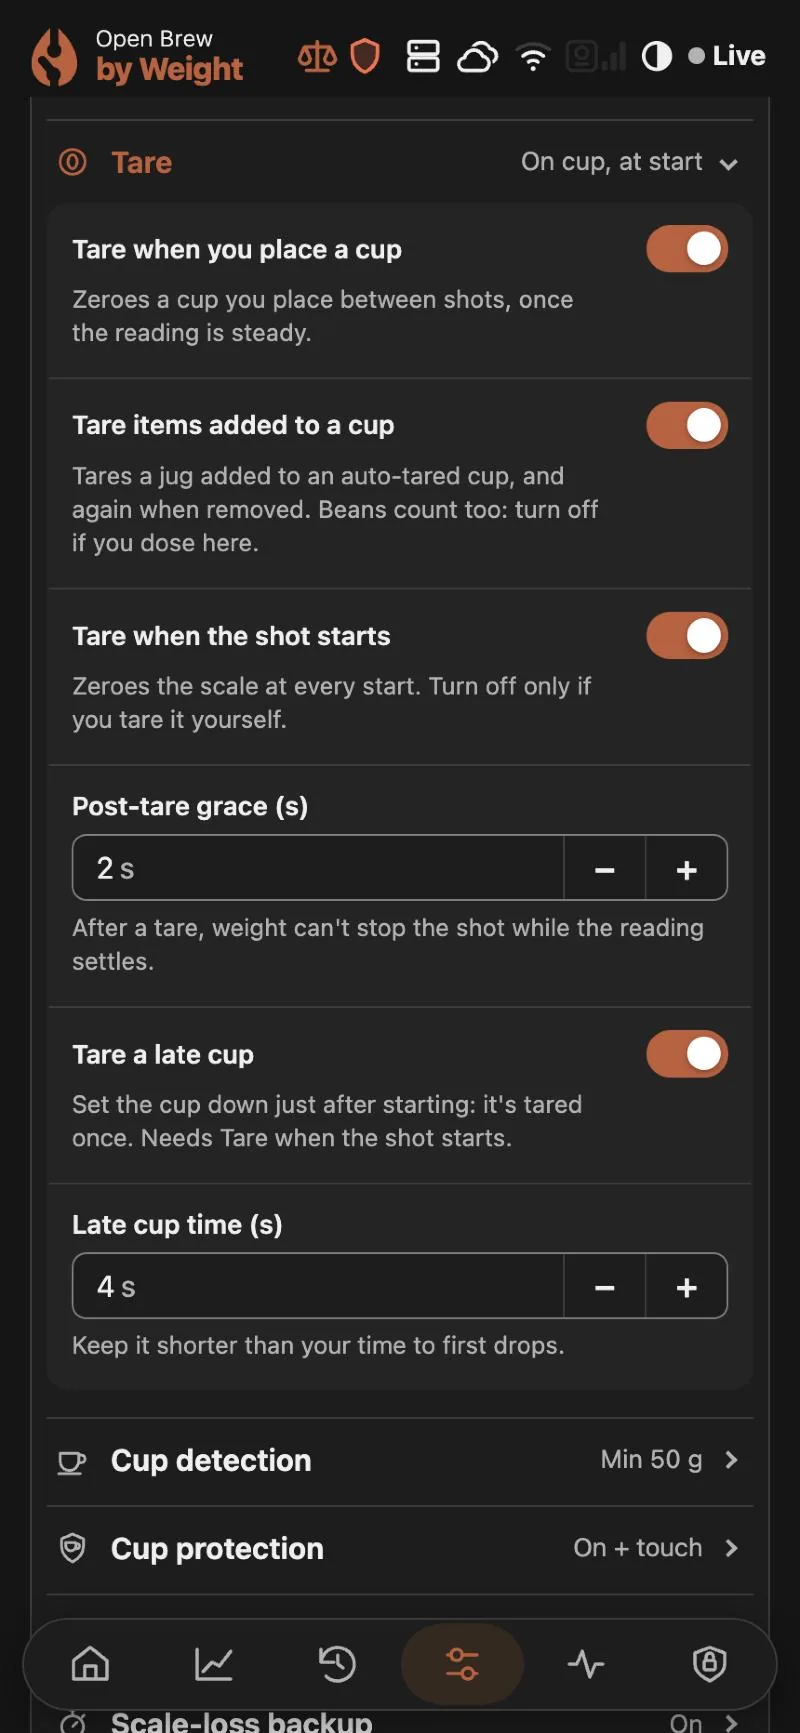 Open Brew
by Weight
Live
Tare
On cup, at start
Tare when you place a cup
Zeroes a cup you place between shots, once
the reading is steady.
Tare items added to a cup
Tares a jug added to an auto-tared cup, and
again when removed. Beans count too: turn off
if you dose here.
Tare when the shot starts
Zeroes the scale at every start. Turn off only if
you tare it yourself.
Post-tare grace (s)
2 s
After a tare, weight can't stop the shot while the reading
settles.
Tare a late cup
Set the cup down just after starting: it's tared
once. Needs Tare when the shot starts.
Late cup time (s)
4 s
Keep it shorter than your time to first drops.
Cup detection
Min 50 g
Cup protection
On + touch
Scale-loss backup
On